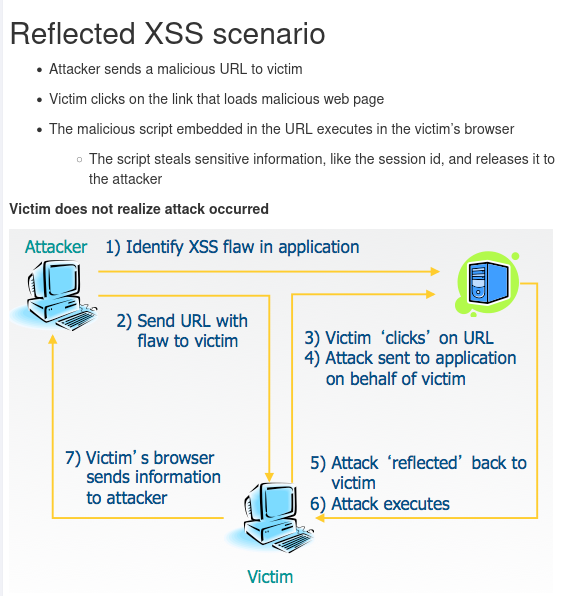 Reflected XSS scenario
Attacker sends a malicious URL to victim
Victim clicks on the link that loads malicious web page
The malicious script embedded in the URL executes in the victim’s browser
The script steals sensitive information, like the session id, and releases it to
the attacker
Victim does not realize attack occurred
Attacker
1) Identify XSS flaw in application
2) Send URL with
flaw to victim
3) Victim ‘clicks’ on URL
4) Attack sent to application
on behalf of victim
5) Attack ‘reflected’ back to
victim
6) Attack executes
7) Victim’s browser
sends information
to attacker
Victim